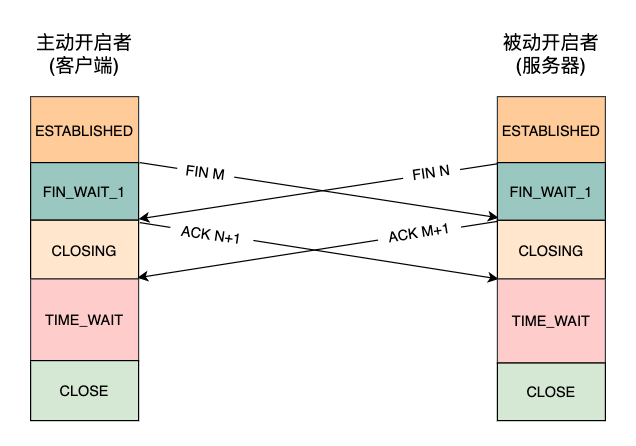 主动开启者
(客户端)
被动开启者
(服务器)
ESTABLISHED
ESTABLISHED
FIN M
FIN N
FIN_WAIT_1
FIN_WAIT_1
ACK N+1
ACK M+1
CLOSING
CLOSING
TIME_WAIT
TIME_WAIT
CLOSE
CLOSE